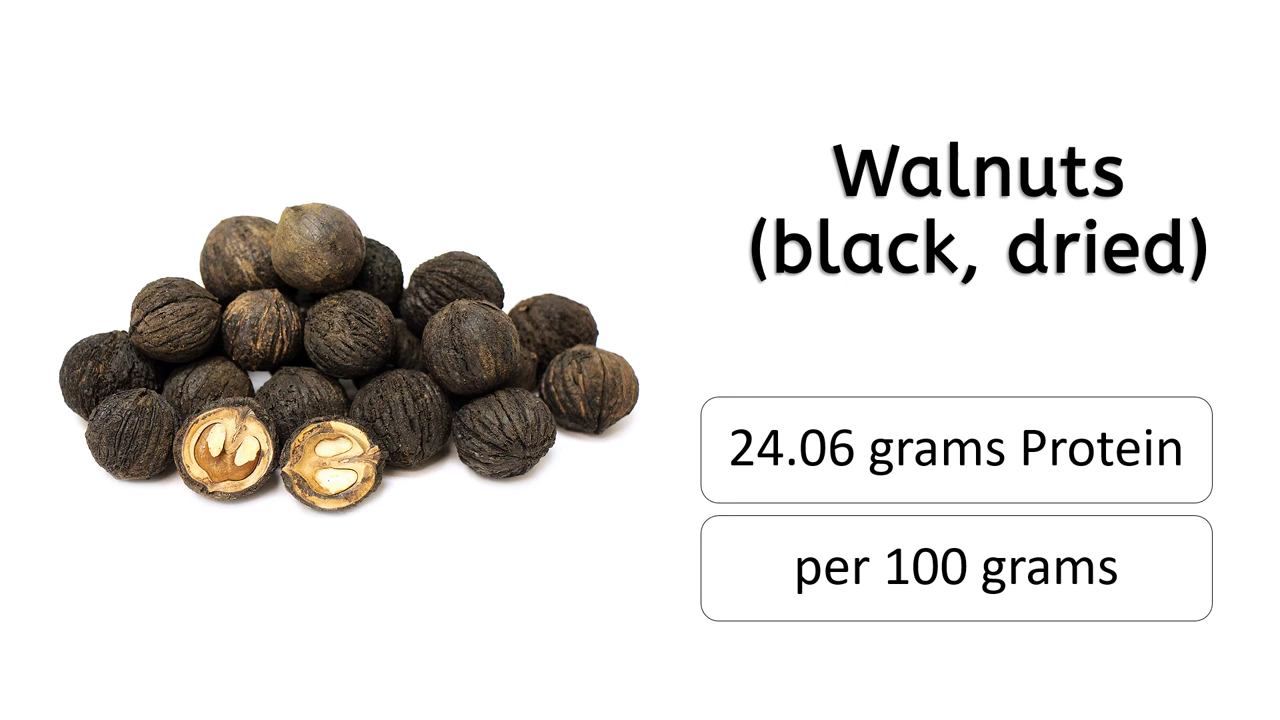 Walnuts
(black, dried)
24.06 grams Protein
per 100 grams